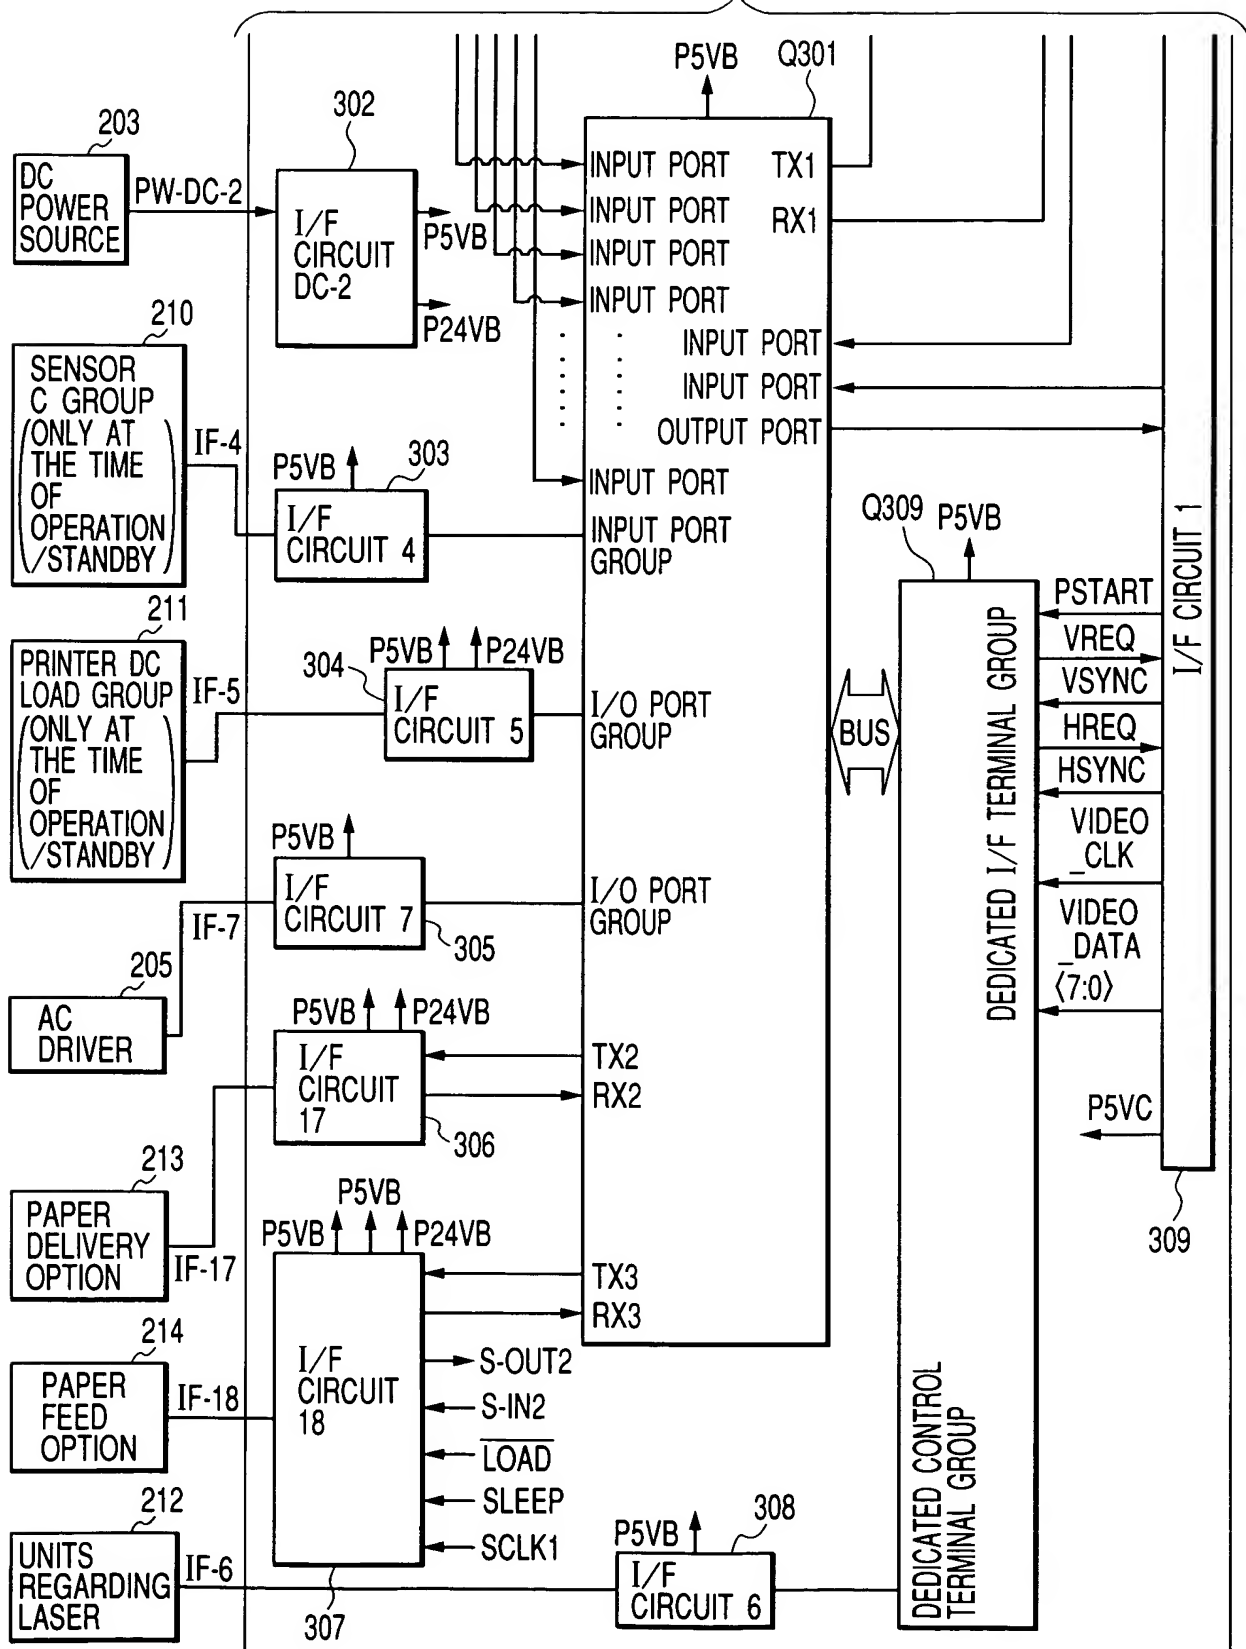 P5VB
Q301
302
203
DC
POWER
SOURCE
PW-DC-2
I/F
CIRCUIT
DC-2
P5VB
P24VB
INPUT PORT
INPUT PORT
INPUT PORT
INPUT PORT
TX1
RX1
INPUT PORT
INPUT PORT
OUTPUT PORT
INPUT PORT
INPUT PORT
GROUP
210
SENSOR
C GROUP
(ONLY AT
THE TIME
OF
OPERATION
/STANDBY)
IF-4
P5VB
303
I/F
CIRCUIT 4
211
PRINTER DC
LOAD GROUP
(ONLY AT
THE TIME
OF
OPERATION
/STANDBY)
IF-5
304
P5VB
P24VB
I/F
CIRCUIT 5
I/O PORT
GROUP
BUS
Q309
P5VB
DEDICATED I/F TERMINAL GROUP
DEDICATED CONTROL
TERMINAL GROUP
PSTART
VREQ
VSYNC
HREQ
HSYNC
VIDEO
_CLK
VIDEO
_DATA
⟨7:0⟩
P5VC
I/F CIRCUIT 1
309
P5VB
I/F
CIRCUIT 7
305
I/O PORT
GROUP
IF-7
205
AC
DRIVER
P5VB
P24VB
I/F
CIRCUIT
17
306
TX2
RX2
213
PAPER
DELIVERY
OPTION
IF-17
P5VB
P5VB
P24VB
TX3
RX3
I/F
CIRCUIT
18
S-OUT2
S-IN2
L̅O̅A̅D̅
SLEEP
SCLK1
307
214
PAPER
FEED
OPTION
IF-18
212
UNITS
REGARDING
LASER
IF-6
P5VB
308
I/F
CIRCUIT 6